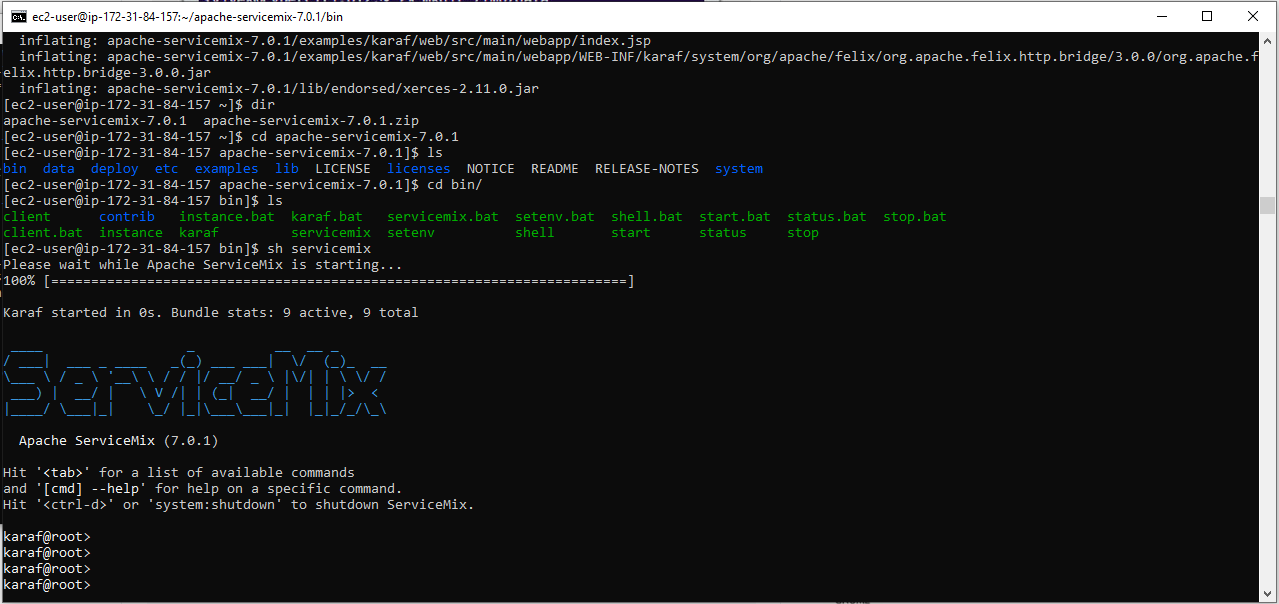 ec2-user@ip-172-31-84-157:~/apache-servicemix-7.0.1/bin
inflating: apache-servicemix-7.0.1/examples/karaf/web/src/main/webapp/index.jsp
inflating: apache-servicemix-7.0.1/examples/karaf/web/src/main/webapp/WEB-INF/karaf/system/org/apache/felix/org.apache.felix.http.bridge/3.0.0/org.apache.f
elix.http.bridge-3.0.0.jar
inflating: apache-servicemix-7.0.1/lib/endorsed/xerces-2.11.0.jar
[ec2-user@ip-172-31-84-157 ~]$ dir
apache-servicemix-7.0.1  apache-servicemix-7.0.1.zip
[ec2-user@ip-172-31-84-157 ~]$ cd apache-servicemix-7.0.1
[ec2-user@ip-172-31-84-157 apache-servicemix-7.0.1]$ ls
bin  data  deploy  etc  examples  lib  LICENSE  licenses  NOTICE  README  RELEASE-NOTES  system
[ec2-user@ip-172-31-84-157 apache-servicemix-7.0.1]$ cd bin/
[ec2-user@ip-172-31-84-157 bin]$ ls
client      contrib   instance.bat  karaf.bat   servicemix.bat  setenv.bat  shell.bat  start.bat  status.bat  stop.bat
client.bat  instance  karaf         servicemix  setenv          shell       start      status     stop
[ec2-user@ip-172-31-84-157 bin]$ sh servicemix
Please wait while Apache ServiceMix is starting...
100% [========================================================================]
Karaf started in 0s. Bundle stats: 9 active, 9 total
ServiceMix
Apache ServiceMix (7.0.1)
Hit '<tab>' for a list of available commands
and '[cmd] --help' for help on a specific command.
Hit '<ctrl-d>' or 'system:shutdown' to shutdown ServiceMix.
karaf@root>
karaf@root>
karaf@root>
karaf@root>